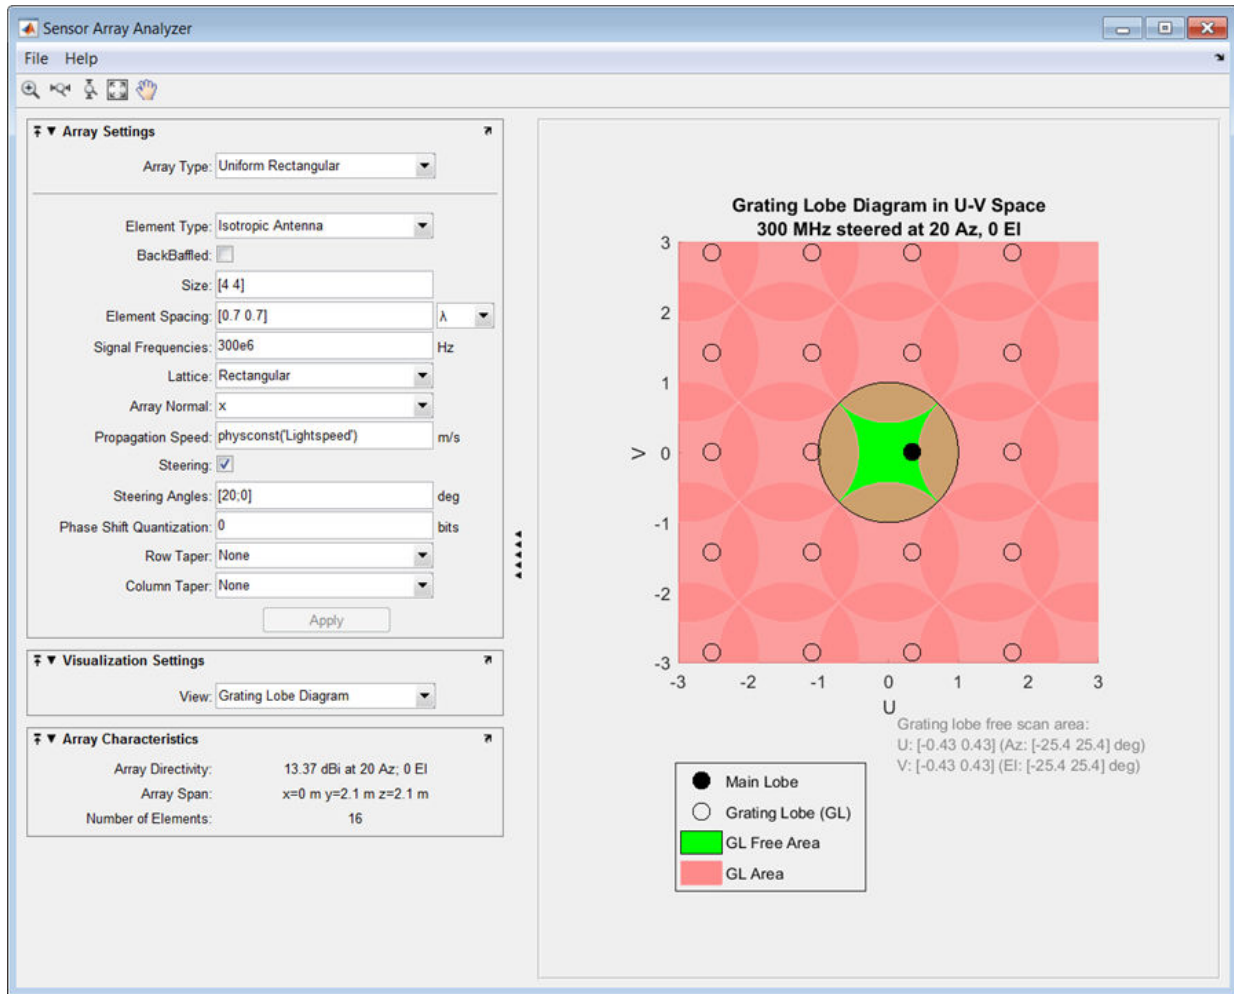 Sensor Array Analyzer
File Help
Array Settings
Array Type: Uniform Rectangular
Element Type: Isotropic Antenna
BackBaffled:
Size: [4 4]
Element Spacing: [0.7 0.7] λ
Signal Frequencies: 300e6 Hz
Lattice: Rectangular
Array Normal: x
Propagation Speed: physconst('Lightspeed') m/s
Steering:
Steering Angles: [20;0] deg
Phase Shift Quantization: 0 bits
Row Taper: None
Column Taper: None
Apply
Visualization Settings
View: Grating Lobe Diagram
Array Characteristics
Array Directivity: 13.37 dBi at 20 Az; 0 El
Array Span: x=0 m y=2.1 m z=2.1 m
Number of Elements: 16
Grating Lobe Diagram in U-V Space
300 MHz steered at 20 Az, 0 El
3
2
1
0
-1
-2
-3
V
-3 -2 -1 0 1 2 3
U
Grating lobe free scan area:
U: [-0.43 0.43] (Az: [-25.4 25.4] deg)
V: [-0.43 0.43] (El: [-25.4 25.4] deg)
Main Lobe
Grating Lobe (GL)
GL Free Area
GL Area